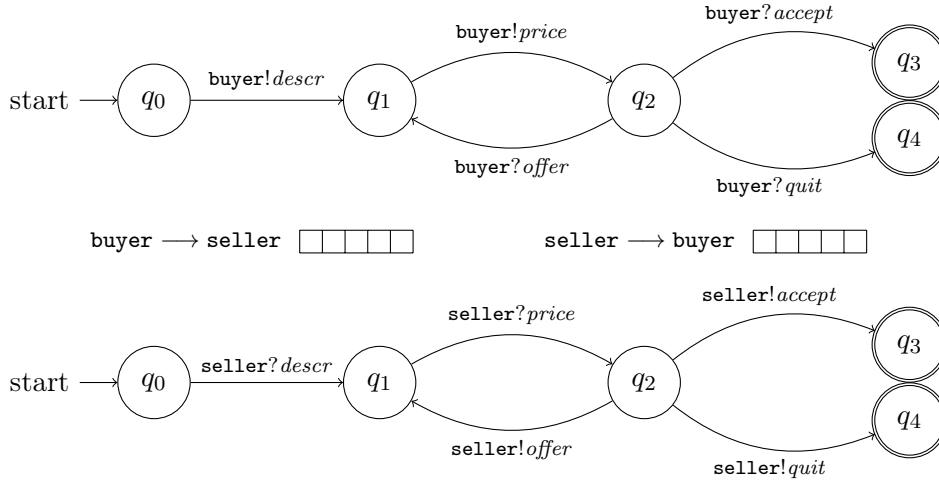 buyer?accept
buyer!price
q3
buyer!descr
start q0 q1 q2
q4
buyer?offer
buyer?quit
buyer → seller seller → buyer
seller!accept
seller?price
q3
seller?descr
start q0 q1 q2
q4
seller!offer
seller!quit